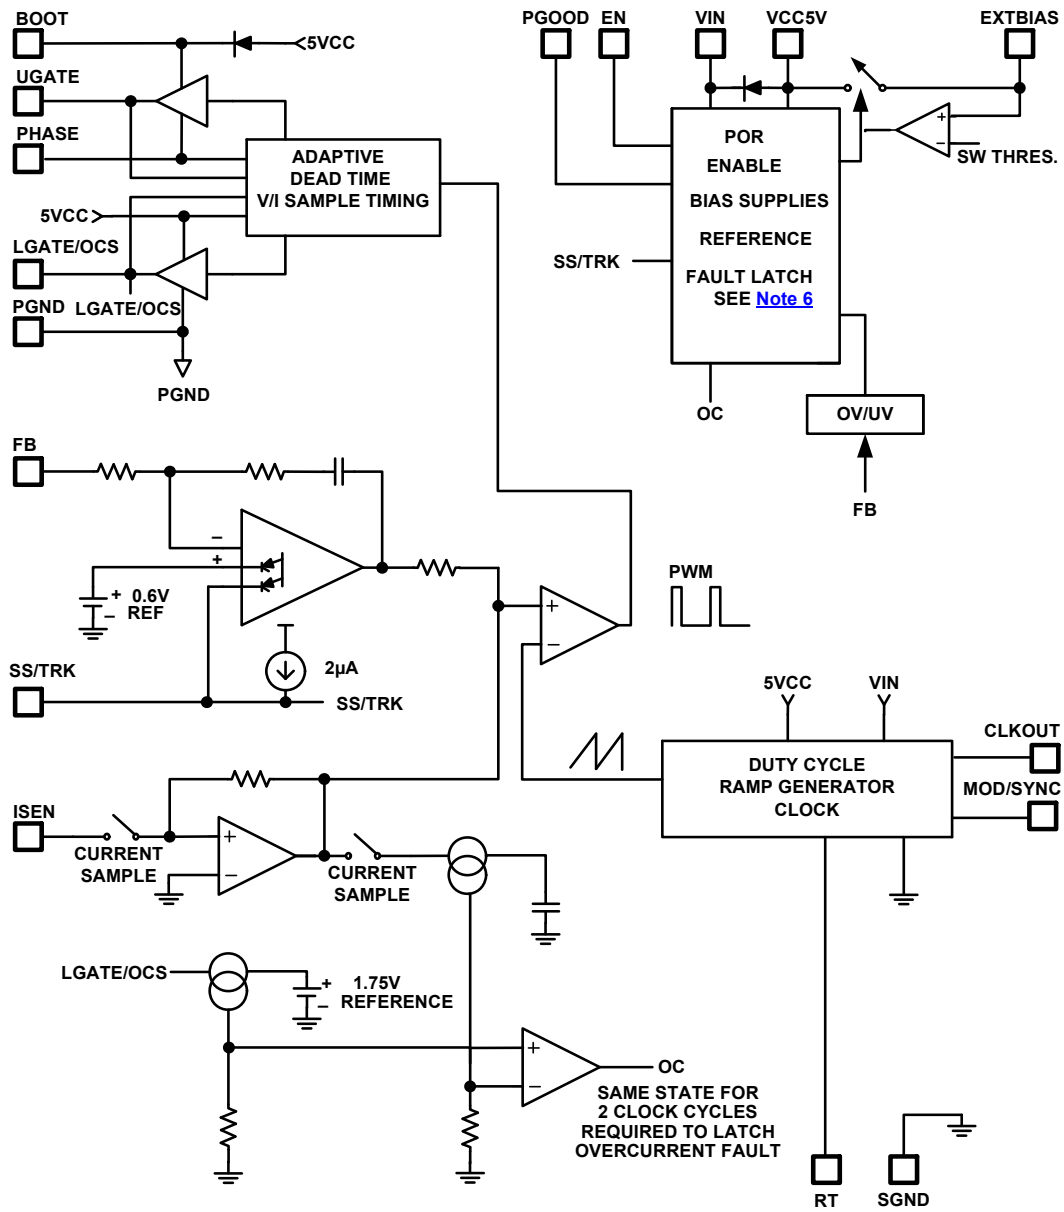 BOOT
5VCC
UGATE
PHASE
ADAPTIVE
DEAD TIME
V/I SAMPLE TIMING
5VCC
LGATE/OCS
PGND
LGATE/OCS
PGND
PGOOD
EN
VIN
VCC5V
EXTBIAS
POR
ENABLE
BIAS SUPPLIES
REFERENCE
FAULT LATCH
SEE Note 6
+
–
SW THRES.
SS/TRK
OC
OV/UV
FB
FB
–
+
+ 0.6V
– REF
2µA
SS/TRK
SS/TRK
+
–
PWM
5VCC
VIN
CLKOUT
MOD/SYNC
DUTY CYCLE
RAMP GENERATOR
CLOCK
ISEN
CURRENT
SAMPLE
+
–
CURRENT
SAMPLE
LGATE/OCS
+ 1.75V
– REFERENCE
+
–
OC
SAME STATE FOR
2 CLOCK CYCLES
REQUIRED TO LATCH
OVERCURRENT FAULT
RT
SGND